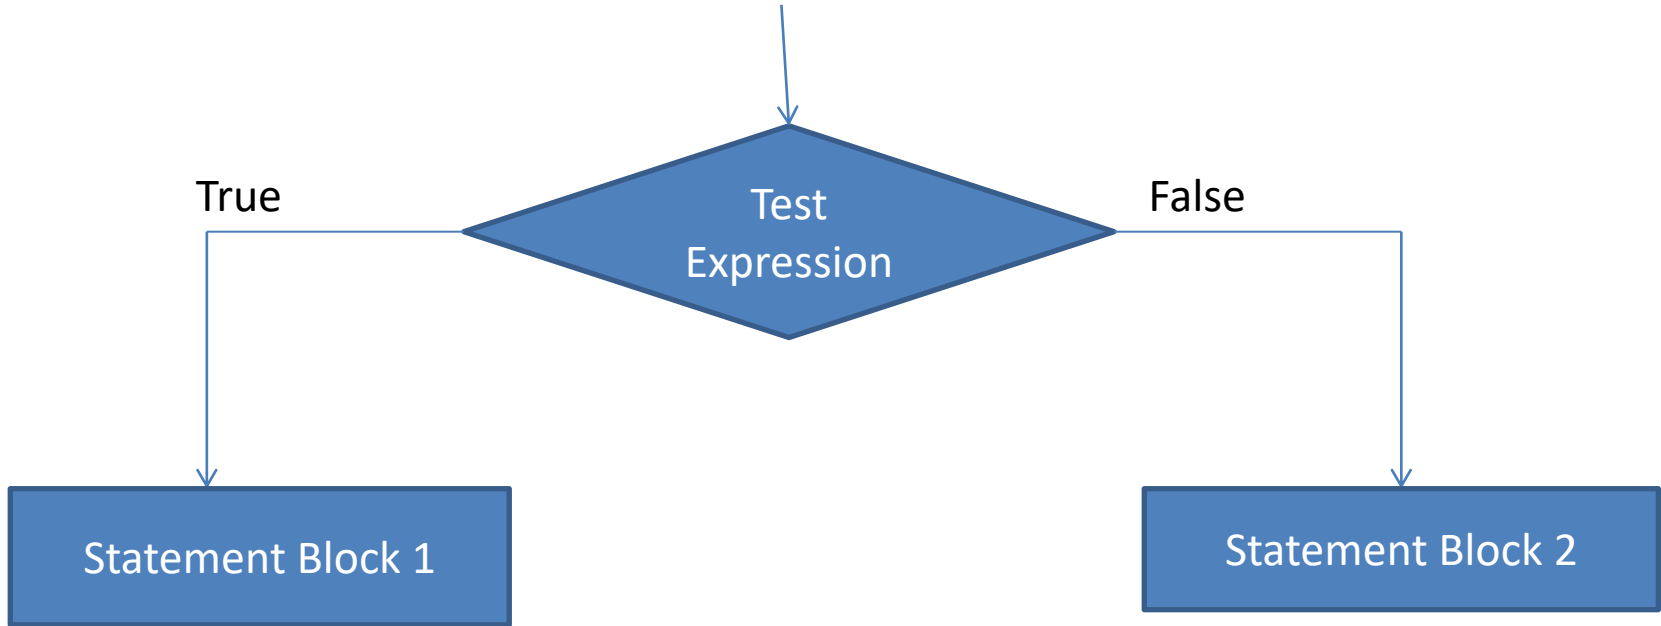 True
Test
Expression
False
Statement Block 1
Statement Block 2